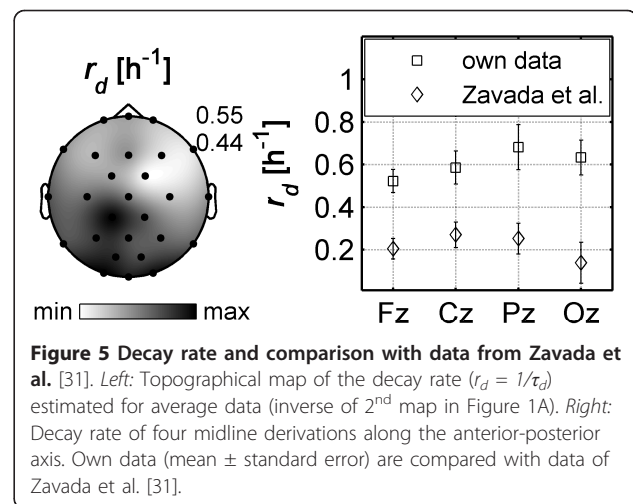 r_d [h⁻¹]
0.55
0.44
min max
r_d [h⁻¹]
1
0.8
0.6
0.4
0.2
own data
Zavada et al.
Fz Cz Pz Oz
Figure 5 Decay rate and comparison with data from Zavada et
al. [31]. Left: Topographical map of the decay rate (r_d = 1/τ_d)
estimated for average data (inverse of 2nd map in Figure 1A). Right:
Decay rate of four midline derivations along the anterior-posterior
axis. Own data (mean ± standard error) are compared with data of
Zavada et al. [31].